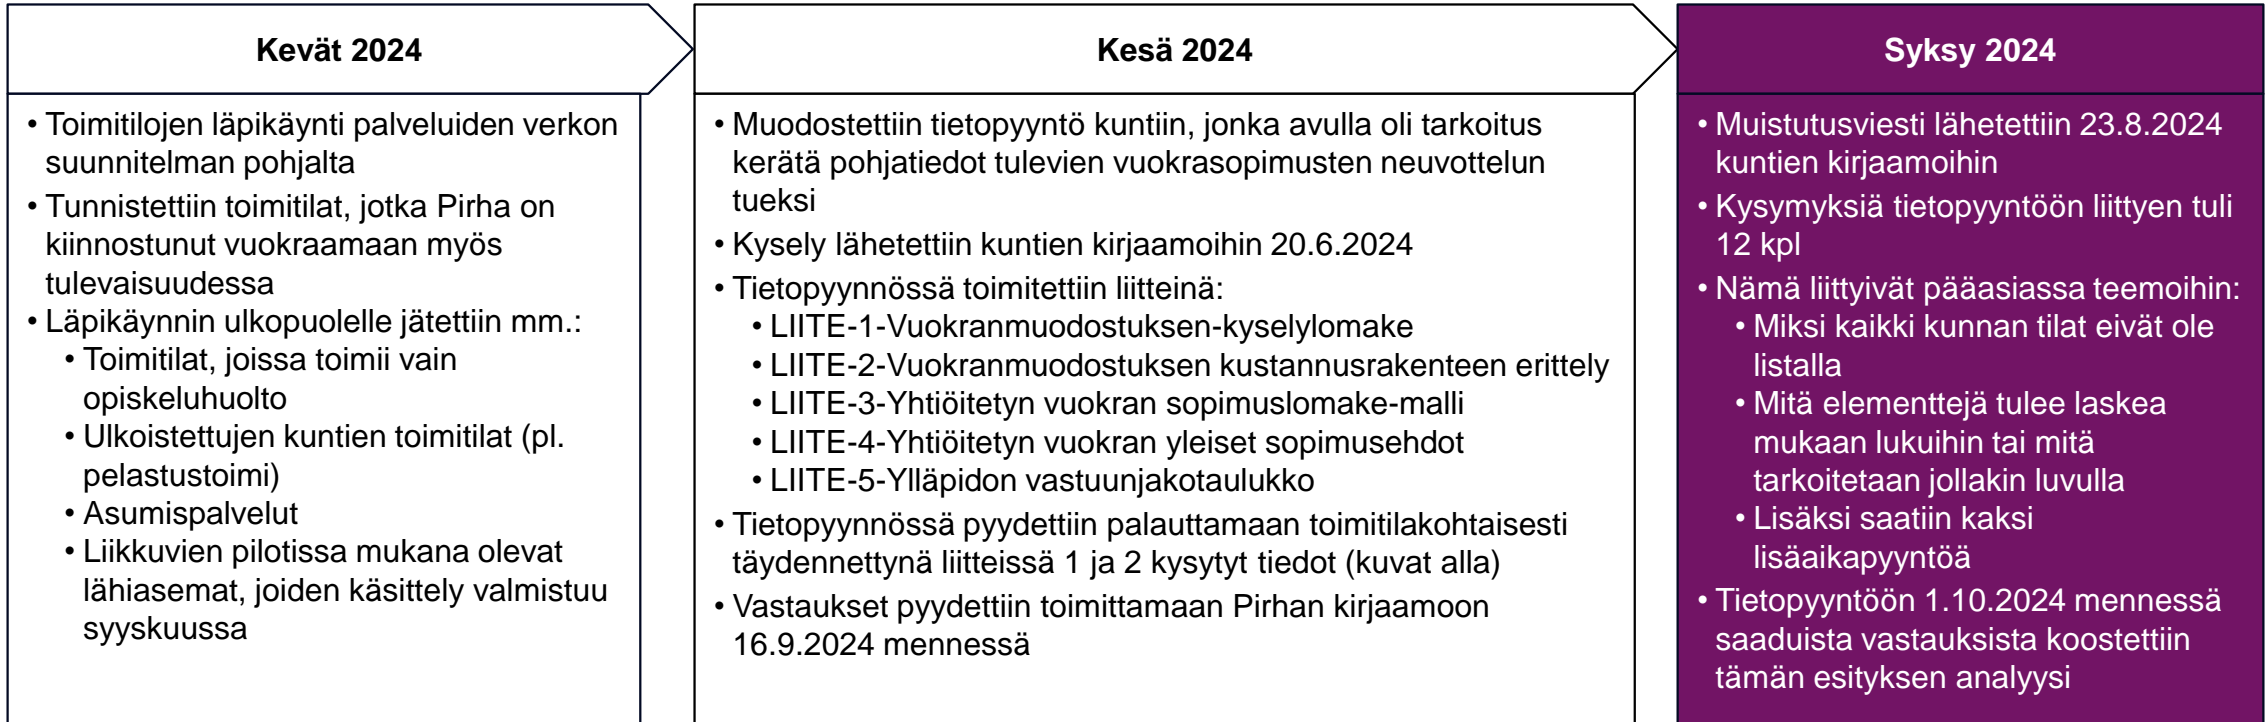 Kevät 2024
• Toimitilojen läpikäynti palveluiden verkon
suunnitelman pohjalta
• Tunnistettiin toimitilat, jotka Pirha on
kiinnostunut vuokraamaan myös
tulevaisuudessa
• Läpikäynnin ulkopuolelle jätettiin mm.:
• Toimitilat, joissa toimii vain
opiskeluhuolto
• Ulkoistettujen kuntien toimitilat (pl.
pelastustoimi)
• Asumispalvelut
• Liikkuvien pilotissa mukana olevat
lähiasemat, joiden käsittely valmistuu
syyskuussa
Kesä 2024
• Muodostettiin tietopyyntö kuntiin, jonka avulla oli tarkoitus
kerätä pohjatiedot tulevien vuokrasopimusten neuvottelun
tueksi
• Kysely lähetettiin kuntien kirjaamoihin 20.6.2024
• Tietopyynnössä toimitettiin liitteinä:
• LIITE-1-Vuokranmuodostuksen-kyselylomake
• LIITE-2-Vuokranmuodostuksen kustannusrakenteen erittely
• LIITE-3-Yhtiöitetyn vuokran sopimuslomake-malli
• LIITE-4-Yhtiöitetyn vuokran yleiset sopimusehdot
• LIITE-5-Ylläpidon vastuunjakotaulukko
• Tietopyynnössä pyydettiin palauttamaan toimitilakohtaisesti
täydennettynä liitteissä 1 ja 2 kysytyt tiedot (kuvat alla)
• Vastaukset pyydettiin toimittamaan Pirhan kirjaamoon
16.9.2024 mennessä
Syksy 2024
• Muistutusviesti lähetettiin 23.8.2024
kuntien kirjaamoihin
• Kysymyksiä tietopyyntöön liittyen tuli
12 kpl
• Nämä liittyivät pääasiassa teemoihin:
• Miksi kaikki kunnan tilat eivät ole
listalla
• Mitä elementtejä tulee laskea
mukaan lukuihin tai mitä
tarkoitetaan jollakin luvulla
• Lisäksi saatiin kaksi
lisäaikapyyntöä
• Tietopyyntöön 1.10.2024 mennessä
saaduista vastauksista koostettiin
tämän esityksen analyysi